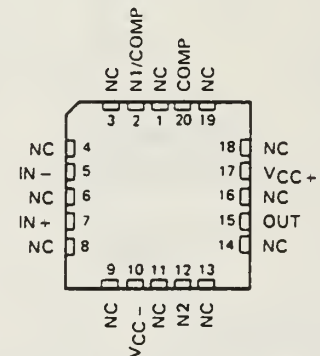 NC N1/COMP NC COMP NC
3 2 1 20 19
NC 4 18 NC
IN - 5 17 VCC +
NC 6 16 NC
IN + 7 15 OUT
NC 8 14 NC
9 10 11 12 13
NC VCC - NC N2 NC